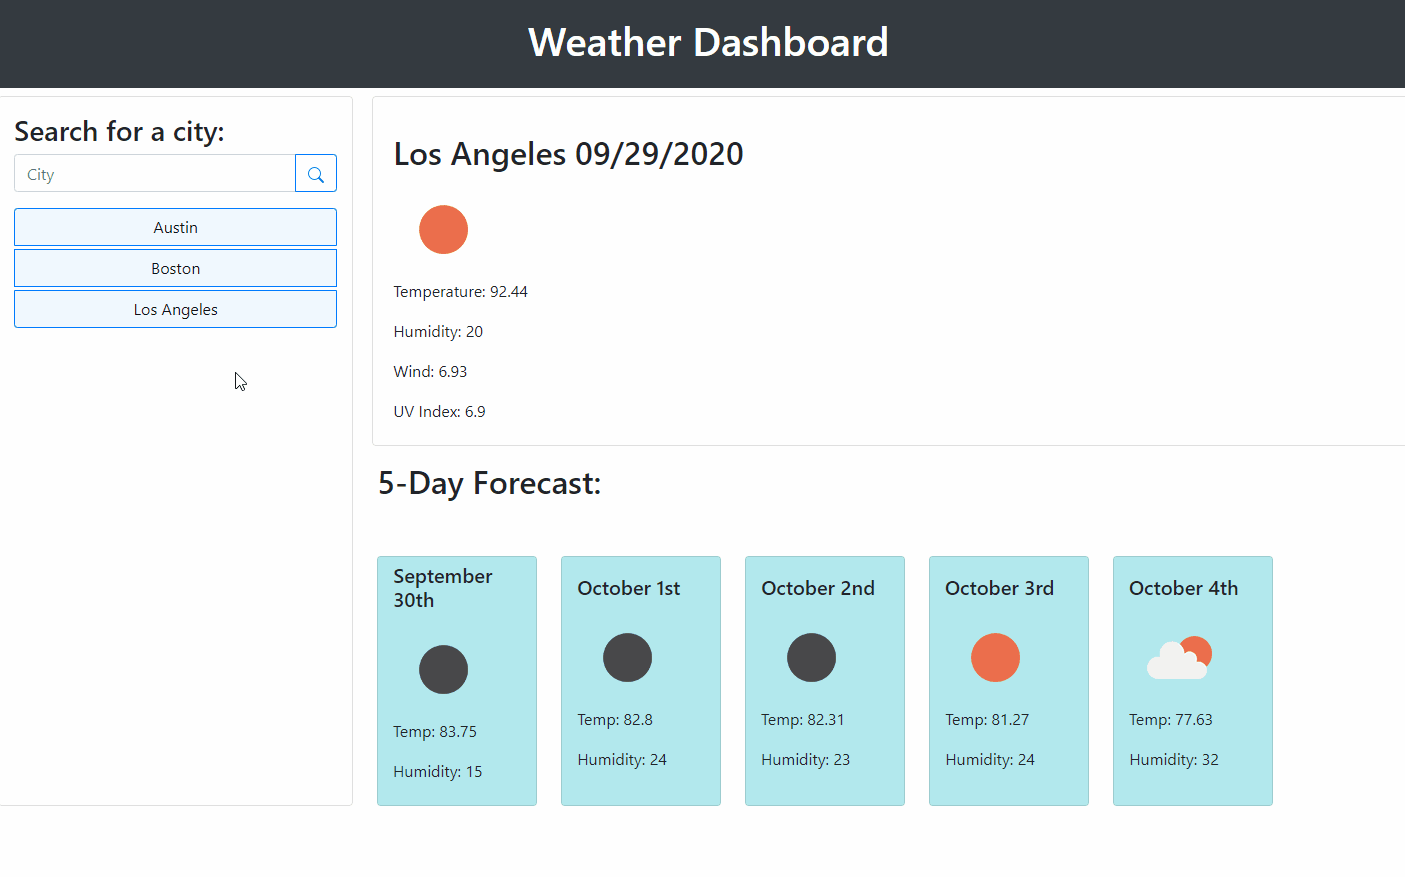 Weather Dashboard
Search for a city:
City
Austin
Boston
Los Angeles
Los Angeles 09/29/2020
Temperature: 92.44
Humidity: 20
Wind: 6.93
UV Index: 6.9
5-Day Forecast:
September
30th
Temp: 83.75
Humidity: 15
October 1st
Temp: 82.8
Humidity: 24
October 2nd
Temp: 82.31
Humidity: 23
October 3rd
Temp: 81.27
Humidity: 24
October 4th
Temp: 77.63
Humidity: 32